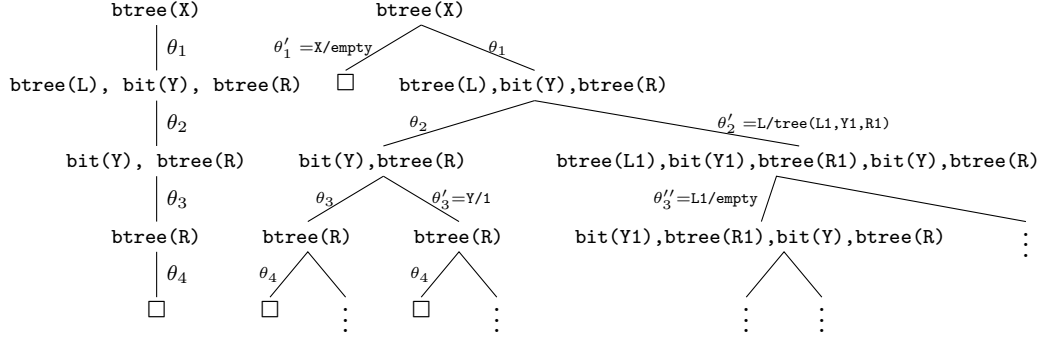 btree(X) btree(X)
θ1 θ′1 =X/empty θ1
btree(L), bit(Y), btree(R) □ btree(L),bit(Y),btree(R)
θ2 θ2 θ′2 =L/tree(L1,Y1,R1)
bit(Y), btree(R) bit(Y),btree(R) btree(L1),bit(Y1),btree(R1),bit(Y),btree(R)
θ3 θ3 θ′3=Y/1 θ′′3=L1/empty
btree(R) btree(R) btree(R) bit(Y1),btree(R1),bit(Y),btree(R) ⋮
θ4 θ4 θ4
□ □ ⋮ □ ⋮ ⋮ ⋮